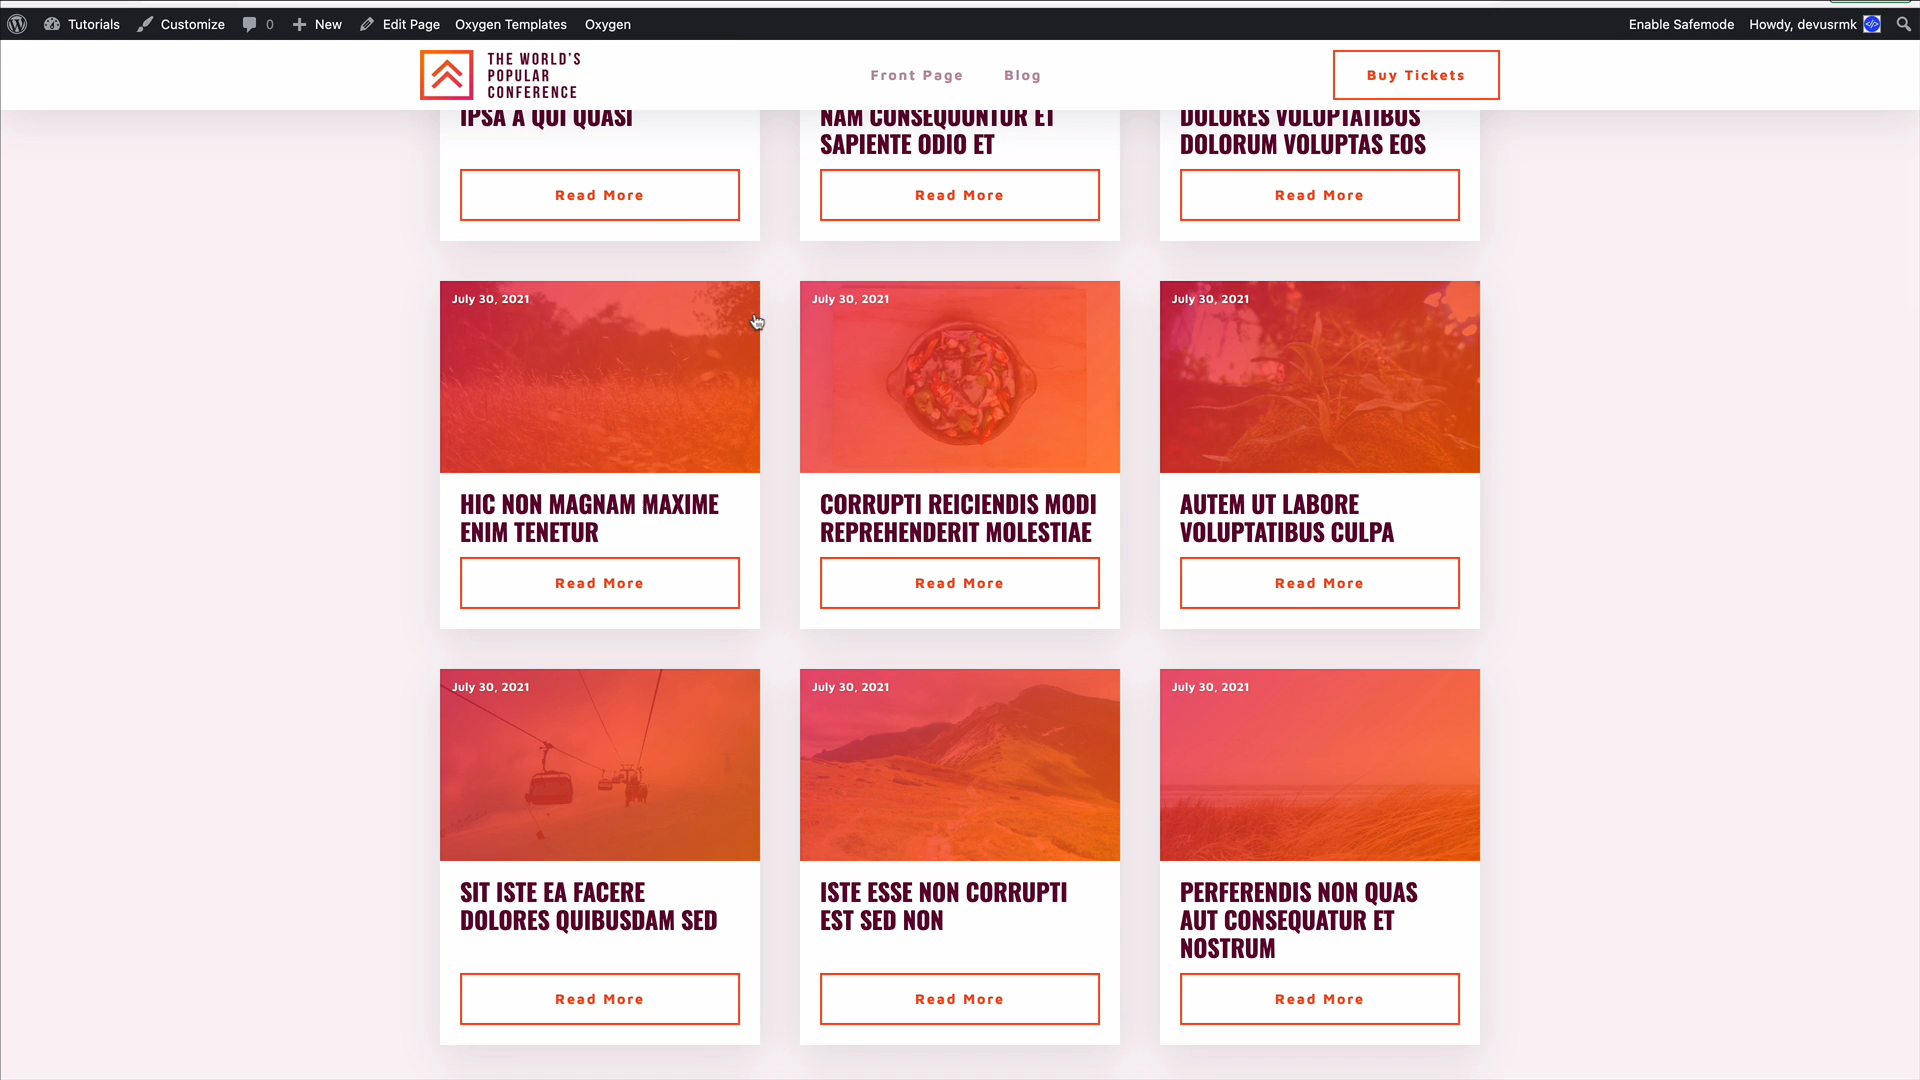 Tutorials Customize 0 New Edit Page Oxygen Templates Oxygen Enable Safemode Howdy, devusrmk
THE WORLD'S
POPULAR
CONFERENCE
Front Page Blog
Buy Tickets
IPSA A QUI QUASI
Read More
NAM CONSEQUUNTUR ET
SAPIENTE ODIO ET
Read More
DOLORES VOLUPTATIBUS
DOLORUM VOLUPTAS EOS
Read More
July 30, 2021
HIC NON MAGNAM MAXIME
ENIM TENETUR
Read More
July 30, 2021
CORRUPTI REICIENDIS MODI
REPREHENDERIT MOLESTIAE
Read More
July 30, 2021
AUTEM UT LABORE
VOLUPTATIBUS CULPA
Read More
July 30, 2021
SIT ISTE EA FACERE
DOLORES QUIBUSDAM SED
Read More
July 30, 2021
ISTE ESSE NON CORRUPTI
EST SED NON
Read More
July 30, 2021
PERFERENDIS NON QUAS
AUT CONSEQUATUR ET
NOSTRUM
Read More